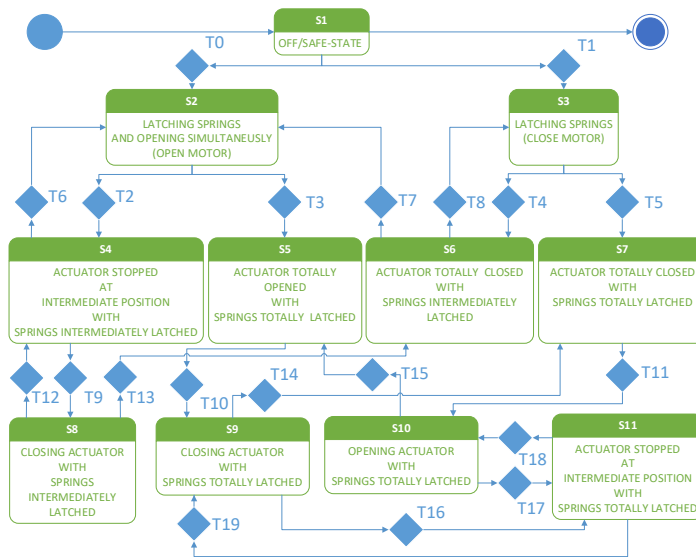 S1
OFF/SAFE-STATE
T0
T1
S2
LATCHING SPRINGS
AND OPENING SIMULTANEUSLY
(OPEN MOTOR)
S3
LATCHING SPRINGS
(CLOSE MOTOR)
T6
T2
T3
T7
T8
T4
T5
S4
ACTUATOR STOPPED
AT
INTERMEDIATE POSITION
WITH
SPRINGS INTERMEDIATELY LATCHED
S5
ACTUATOR TOTALLY
OPENED
WITH
SPRINGS TOTALLY LATCHED
S6
ACTUATOR TOTALLY CLOSED
WITH
SPRINGS INTERMEDIATELY
LATCHED
S7
ACTUATOR TOTALLY CLOSED
WITH
SPRINGS TOTALLY LATCHED
T12
T9
T13
T10
T14
T15
T11
S8
CLOSING ACTUATOR
WITH
SPRINGS
INTERMEDIATELY
LATCHED
S9
CLOSING ACTUATOR
WITH
SPRINGS TOTALLY LATCHED
S10
OPENING ACTUATOR
WITH
SPRINGS TOTALLY LATCHED
T18
T17
S11
ACTUATOR STOPPED
AT
INTERMEDIATE POSITION
WITH
SPRINGS TOTALLY LATCHED
T19
T16